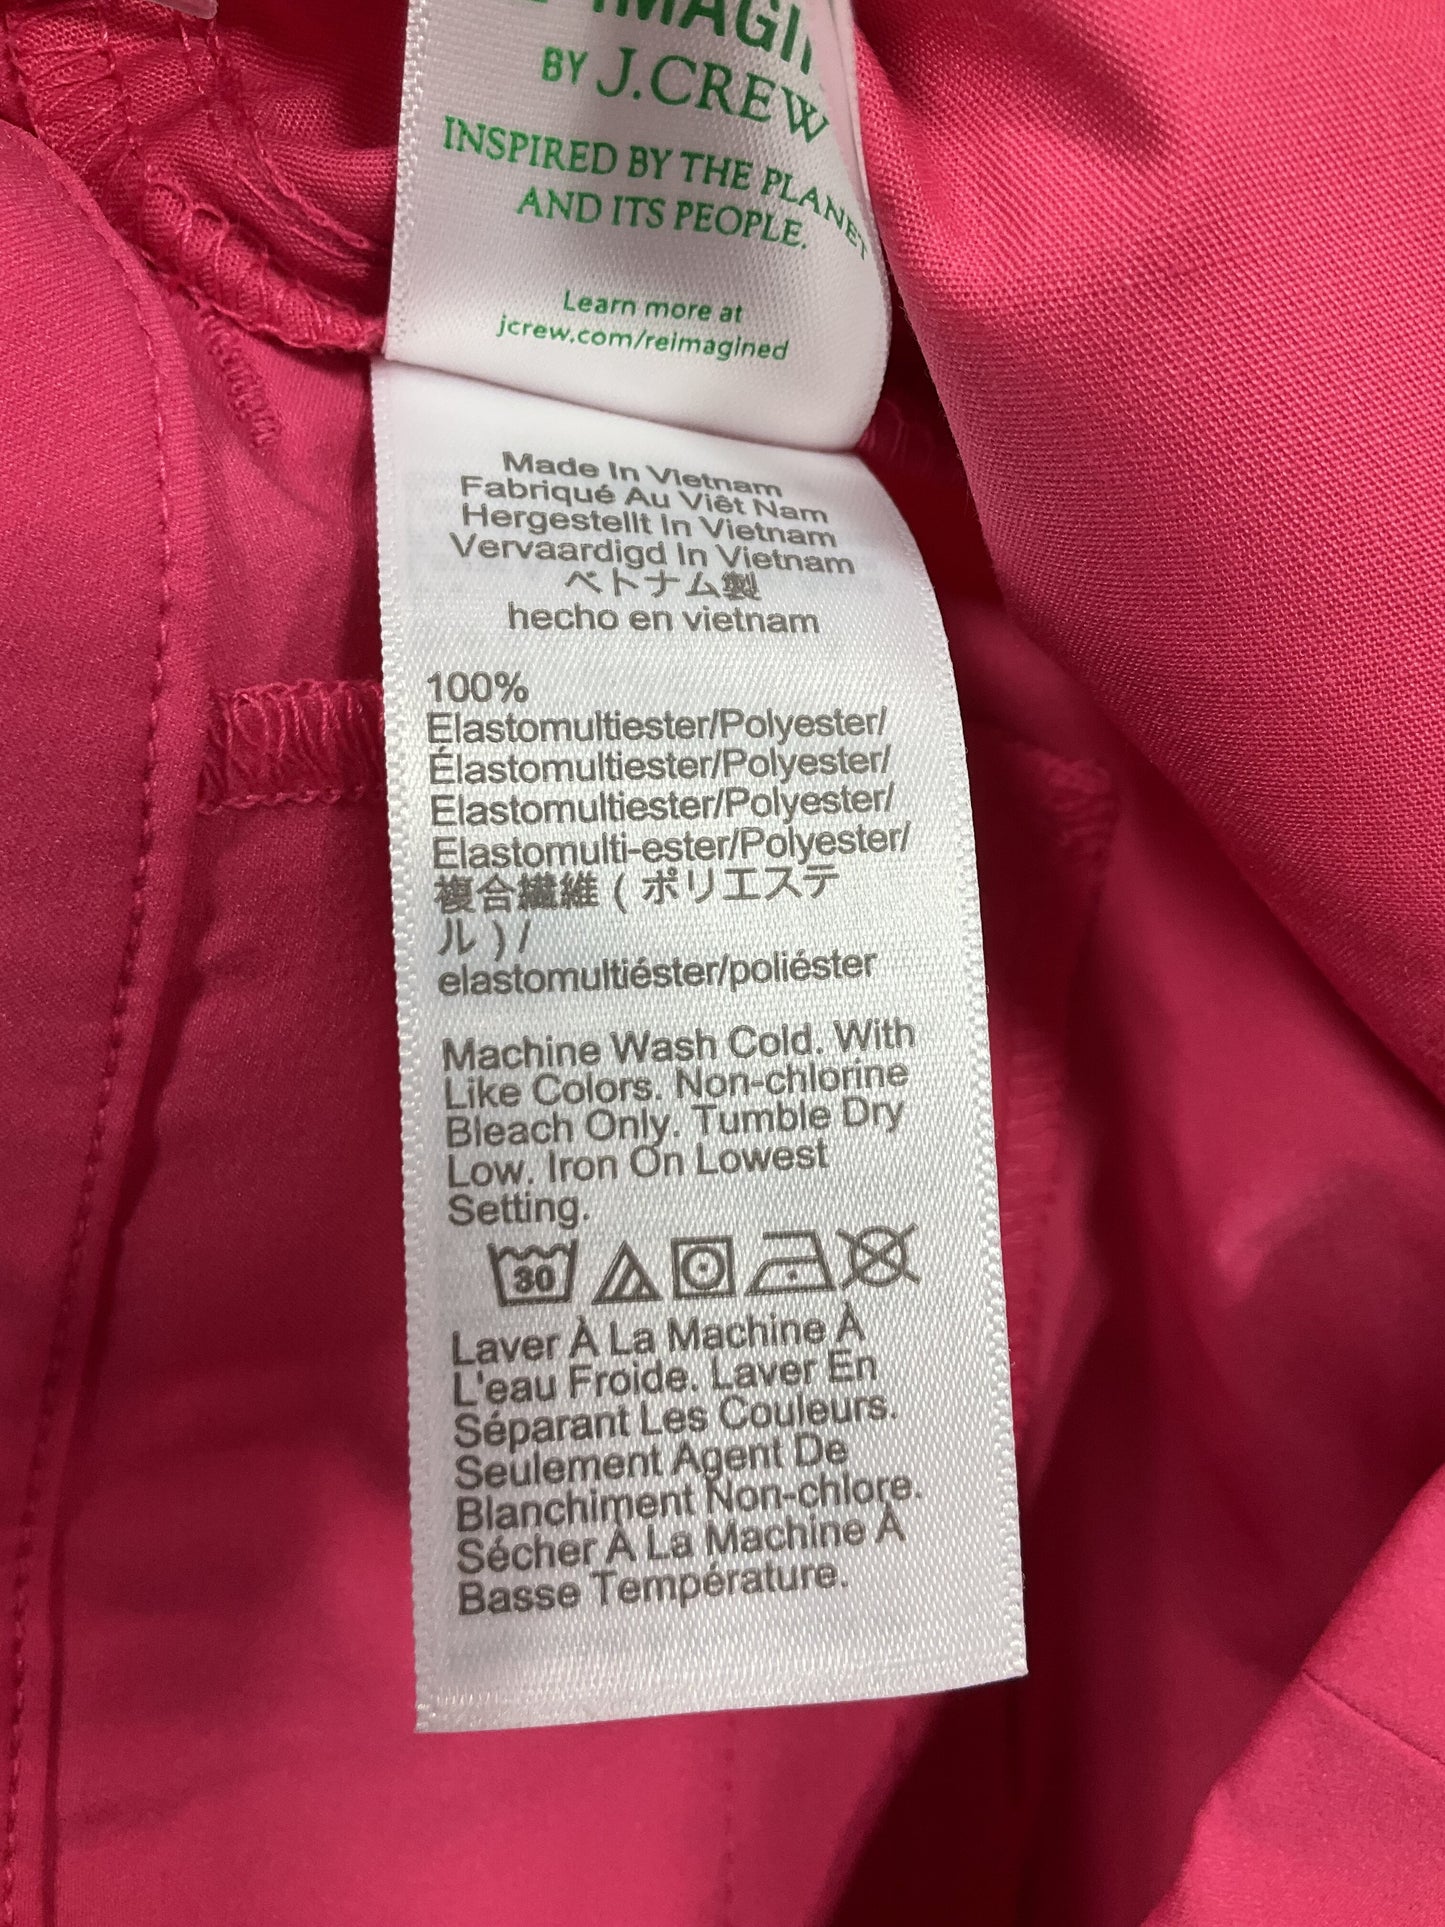 IMAGI
BY J.CREW
INSPIRED BY THE PLANET
AND ITS PEOPLE.
Learn more at
jcrew.com/reimagined
Made In Vietnam
Fabriqué Au Viêt Nam
Hergestellt In Vietnam
Vervaardigd In Vietnam
ベトナム製
hecho en vietnam
100%
Elastomultiester/Polyester/
Élastomultiester/Polyester/
Elastomultiester/Polyester/
Elastomulti-ester/Polyester/
複合繊維 ( ポリエステ
ル ) /
elastomultiéster/poliéster
Machine Wash Cold. With
Like Colors. Non-chlorine
Bleach Only. Tumble Dry
Low. Iron On Lowest
Setting.
30
Laver À La Machine À
L'eau Froide. Laver En
Séparant Les Couleurs.
Seulement Agent De
Blanchiment Non-chlore.
Sécher À La Machine À
Basse Température.